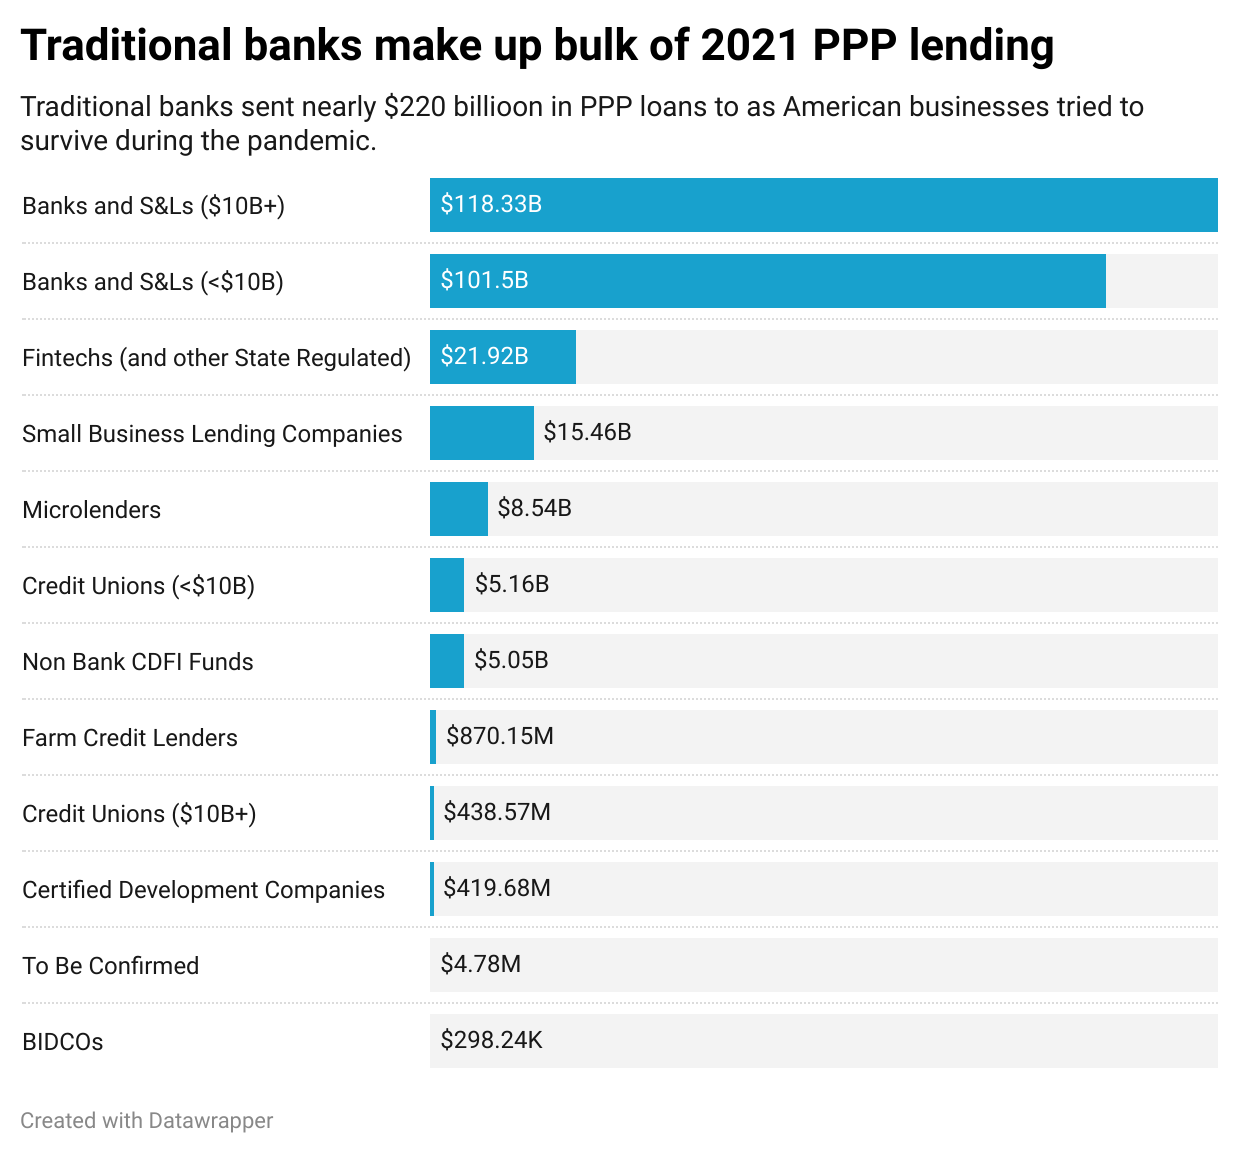 Traditional banks make up bulk of 2021 PPP lending
Traditional banks sent nearly $220 billioon in PPP loans to as American businesses tried to
survive during the pandemic.
Banks and S&Ls ($10B+) $118.33B
Banks and S&Ls (<$10B) $101.5B
Fintechs (and other State Regulated) $21.92B
Small Business Lending Companies $15.46B
Microlenders $8.54B
Credit Unions (<$10B) $5.16B
Non Bank CDFI Funds $5.05B
Farm Credit Lenders $870.15M
Credit Unions ($10B+) $438.57M
Certified Development Companies $419.68M
To Be Confirmed $4.78M
BIDCOs $298.24K
Created with Datawrapper